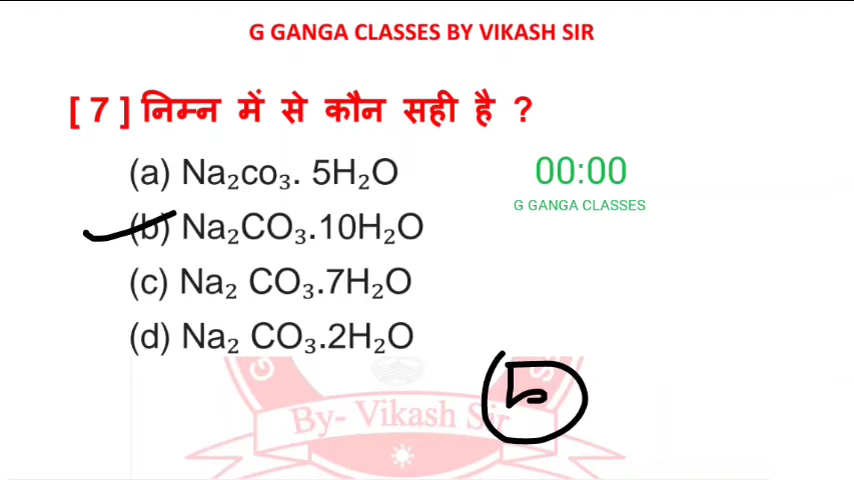 G GANGA CLASSES BY VIKASH SIR
[ 7 ] निम्न में से कौन सही है ?
(a) Na₂co₃. 5H₂O
00:00
G GANGA CLASSES
(b) Na₂CO₃.10H₂O
(c) Na₂ CO₃.7H₂O
(d) Na₂ CO₃.2H₂O
By- Vikash Sir